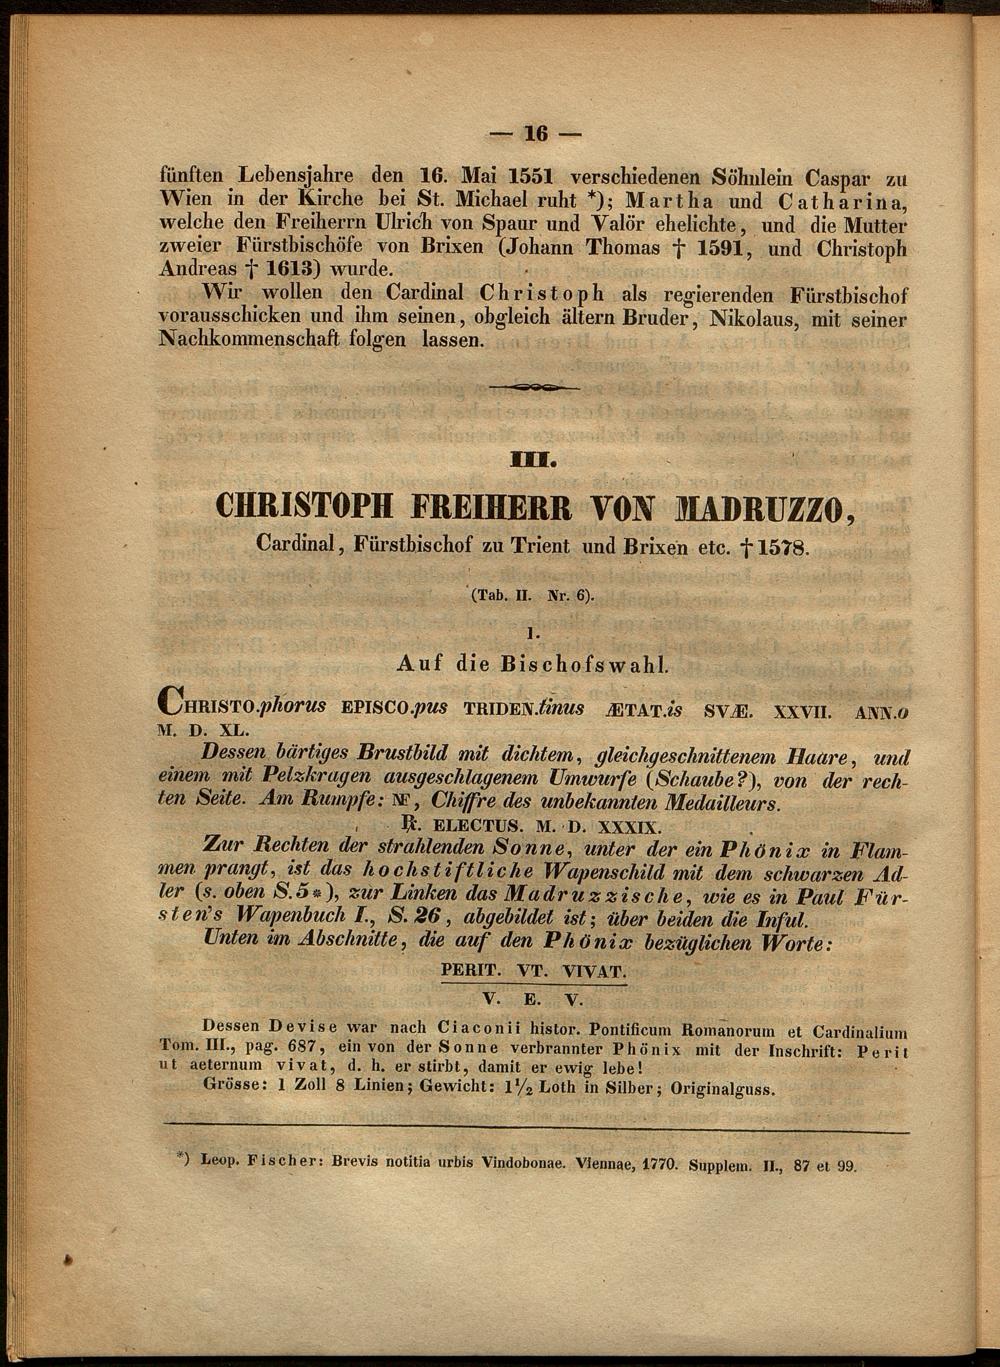 — 16 —
fünften Lebensjahre den 16. Mai 1551 verschiedenen Söhnlein Caspar zu
Wien in der Kirche bei St. Michael ruht *); Martha und Catharina,
welche den Freiherrn Ulrich von Spaur und Valör ehelichte, und die Mutter
zweier Fürstbischöfe von Brixen (Johann Thomas † 1591, und Christoph
Andreas † 1613) wurde.
Wir wollen den Cardinal Christoph als regierenden Fürstbischof
vorausschicken und ihm seinen, obgleich ältern Bruder, Nikolaus, mit seiner
Nachkommenschaft folgen lassen.
III.
CHRISTOPH FREIHERR VON MADRUZZO,
Cardinal, Fürstbischof zu Trient und Brixen etc. † 1578.
(Tab. II. Nr. 6).
1.
Auf die Bischofswahl.
CHRISTO.phorus EPISCO.pus TRIDEN.tinus ÆTAT.is SVÆ. XXVII. ANN.o
M. D. XL.
Dessen bärtiges Brustbild mit dichtem, gleichgeschnittenem Haare, und
einem mit Pelzkragen ausgeschlagenem Umwurfe (Schaube?), von der rech-
ten Seite. Am Rumpfe: NF, Chiffre des unbekannten Medailleurs.
℟. ELECTUS. M. D. XXXIX.
Zur Rechten der strahlenden Sonne, unter der ein Phönix in Flam-
men prangt, ist das hochstiftliche Wapenschild mit dem schwarzen Ad-
ler (s. oben S. 5*), zur Linken das Madruzzische, wie es in Paul Für-
sten's Wapenbuch I., S. 26, abgebildet ist; über beiden die Inful.
Unten im Abschnitte, die auf den Phönix bezüglichen Worte:
PERIT. VT. VIVAT.
V. E. V.
Dessen Devise war nach Ciaconii histor. Pontificum Romanorum et Cardinalium
Tom. III., pag. 687, ein von der Sonne verbrannter Phönix mit der Inschrift: Perit
ut aeternum vivat, d. h. er stirbt, damit er ewig lebe!
Grösse: 1 Zoll 8 Linien; Gewicht: 1½ Loth in Silber; Originalguss.
*) Leop. Fischer: Brevis notitia urbis Vindobonae. Viennae, 1770. Supplem. II., 87 et 99.